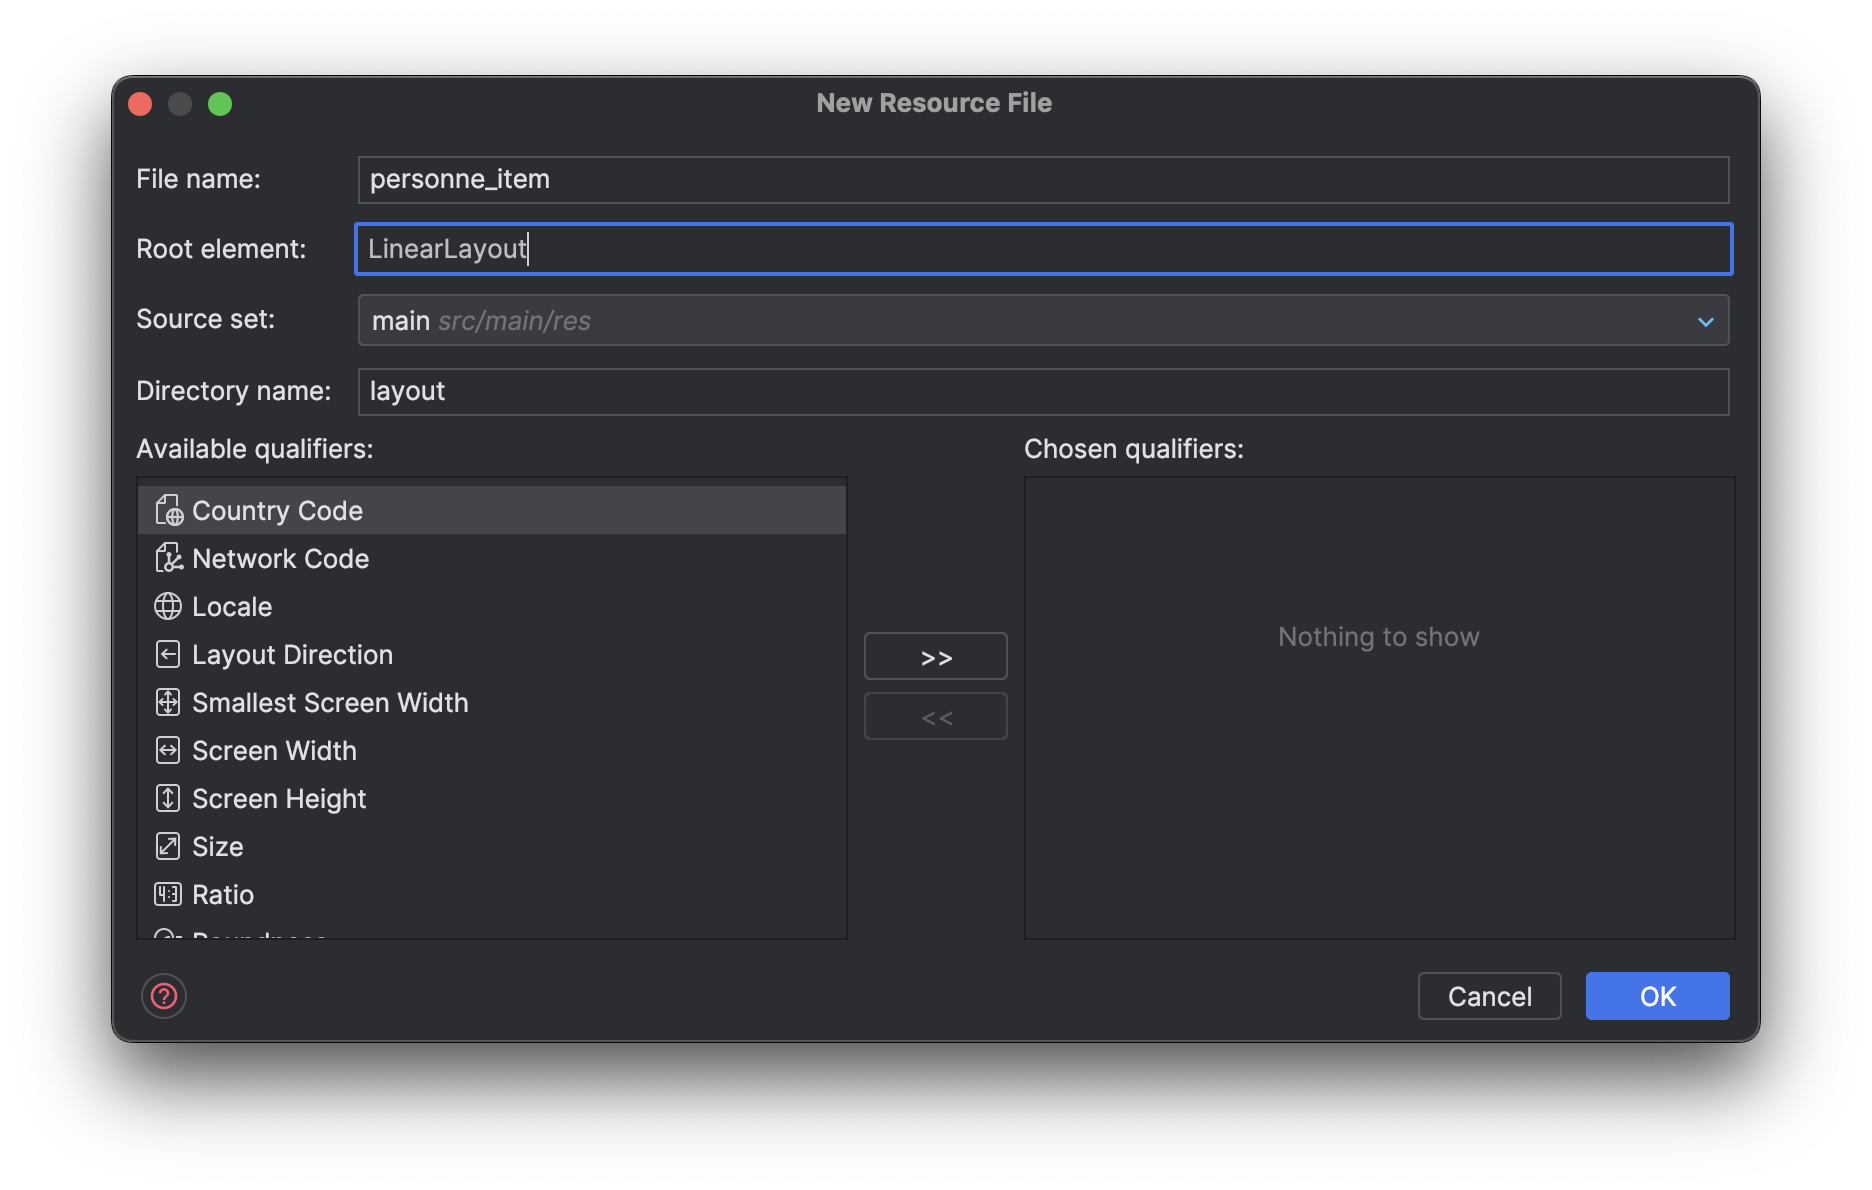 New Resource File
File name:
personne_item
Root element:
LinearLayout
Source set:
main src/main/res
Directory name:
layout
Available qualifiers:
Chosen qualifiers:
Country Code
Network Code
Locale
Layout Direction
Smallest Screen Width
Screen Width
Screen Height
Size
4:3 Ratio
>>
<<
Nothing to show
?
Cancel
OK